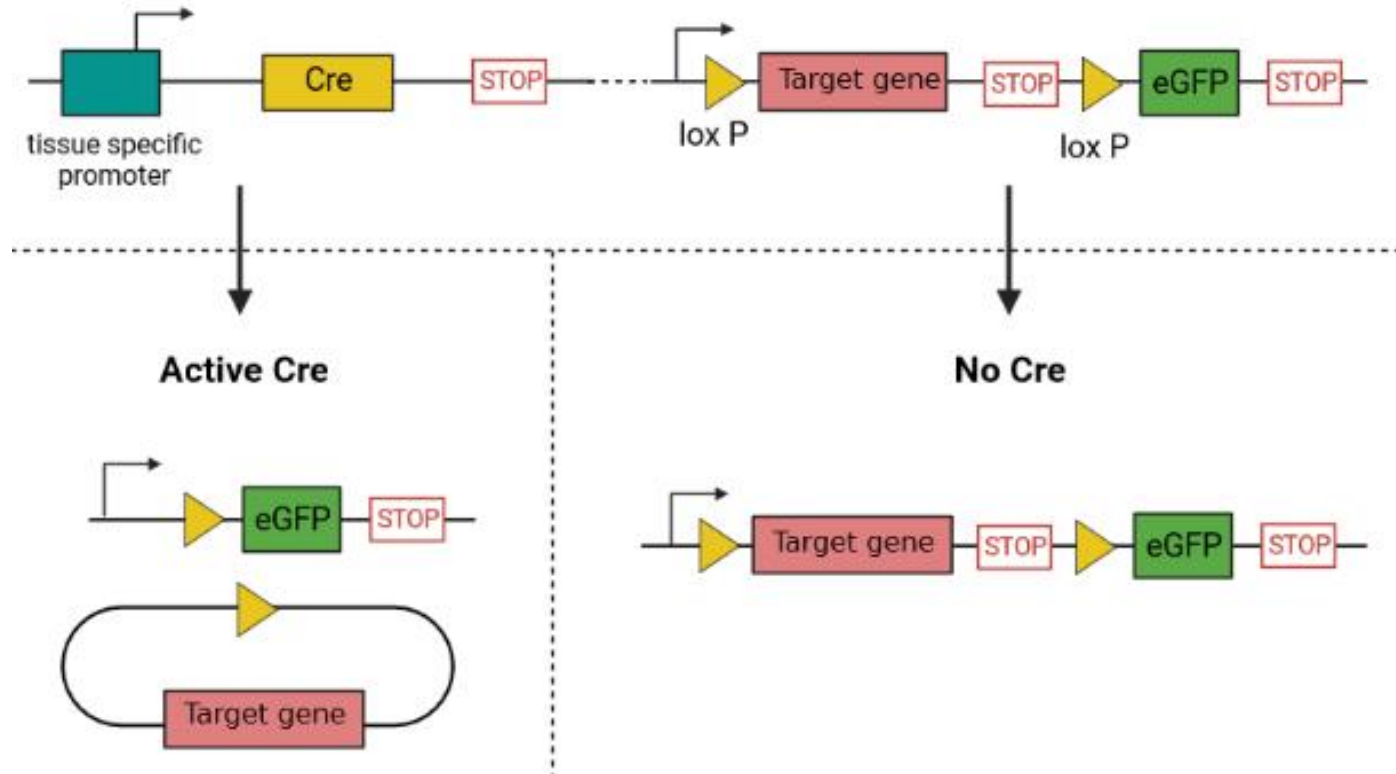 Cre
STOP
Target gene
STOP
eGFP
STOP
tissue specific
promoter
lox P
lox P
Active Cre
No Cre
eGFP
STOP
Target gene
STOP
eGFP
STOP
Target gene